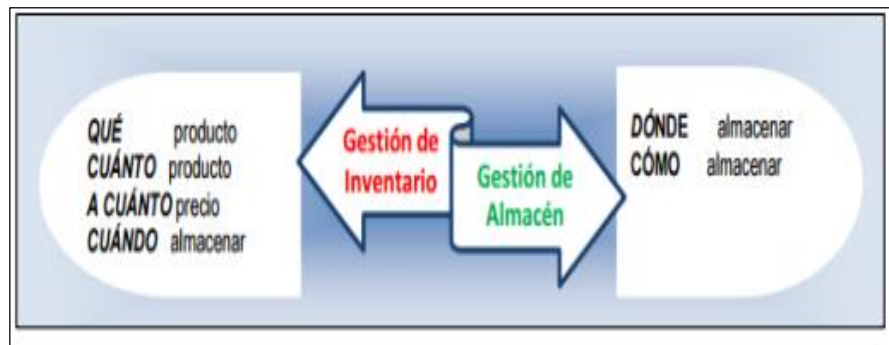 QUÉ producto
CUÁNTO producto
A CUÁNTO precio
CUÁNDO almacenar
Gestión de
Inventario
Gestión de
Almacén
DÓNDE almacenar
CÓMO almacenar